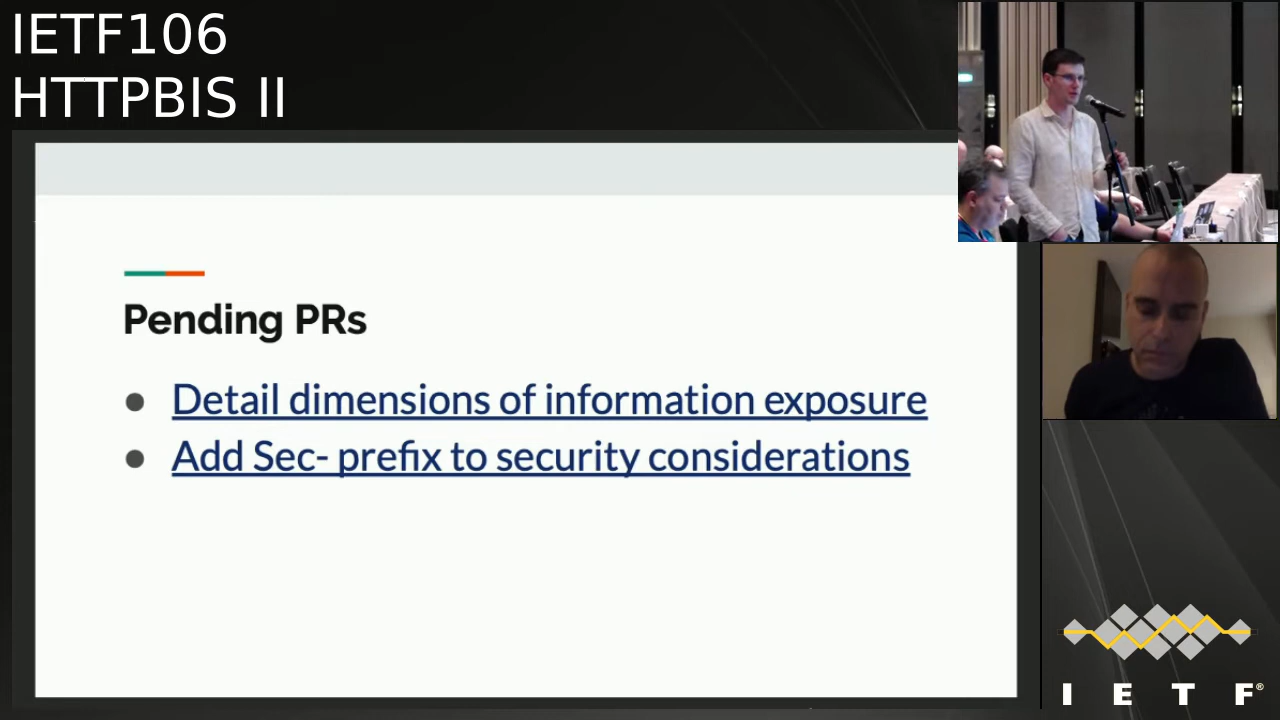 IETF106
HTTPBIS II
Pending PRs
● Detail dimensions of information exposure
● Add Sec- prefix to security considerations
I E T F®